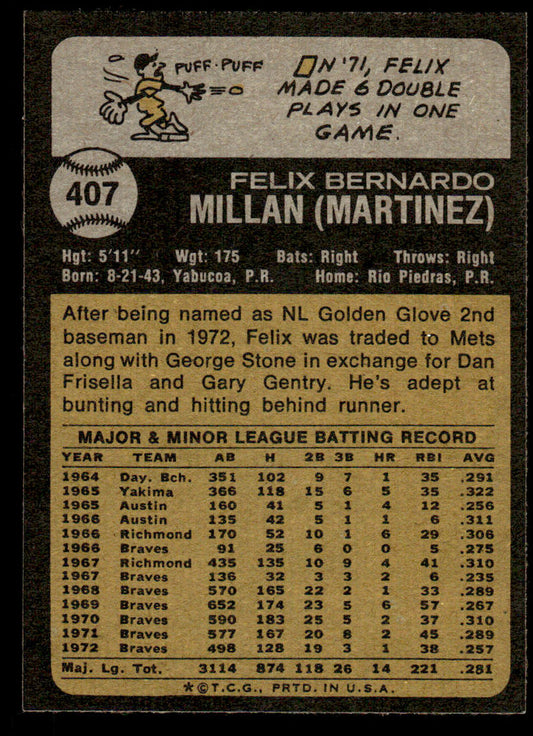 PUFF-PUFF
IN '71, FELIX
MADE 6 DOUBLE
PLAYS IN ONE
GAME.
407
FELIX BERNARDO
MILLAN (MARTINEZ)
Hgt: 5'11" Wgt: 175 Bats: Right Throws: Right
Born: 8-21-43, Yabucoa, P.R. Home: Rio Piedras, P.R.
After being named as NL Golden Glove 2nd
baseman in 1972, Felix was traded to Mets
along with George Stone in exchange for Dan
Frisella and Gary Gentry. He's adept at
bunting and hitting behind runner.
MAJOR & MINOR LEAGUE BATTING RECORD
YEAR TEAM AB H 2B 3B HR RBI AVG
1964 Day. Bch. 351 102 9 7 1 35 .291
1965 Yakima 366 118 15 6 5 35 .322
1965 Austin 160 41 5 1 4 12 .256
1966 Austin 135 42 5 1 1 6 .311
1966 Richmond 170 52 10 1 6 29 .306
1966 Braves 91 25 6 0 0 5 .275
1967 Richmond 435 135 10 9 4 41 .310
1967 Braves 136 32 3 3 2 6 .235
1968 Braves 570 165 22 2 1 33 .289
1969 Braves 652 174 23 5 6 57 .267
1970 Braves 590 183 25 5 2 37 .310
1971 Braves 577 167 20 8 2 45 .289
1972 Braves 498 128 19 3 1 38 .257
Maj. Lg. Tot. 3114 874 118 26 14 221 .281
*© T.C.G., PRTD. IN U.S.A.